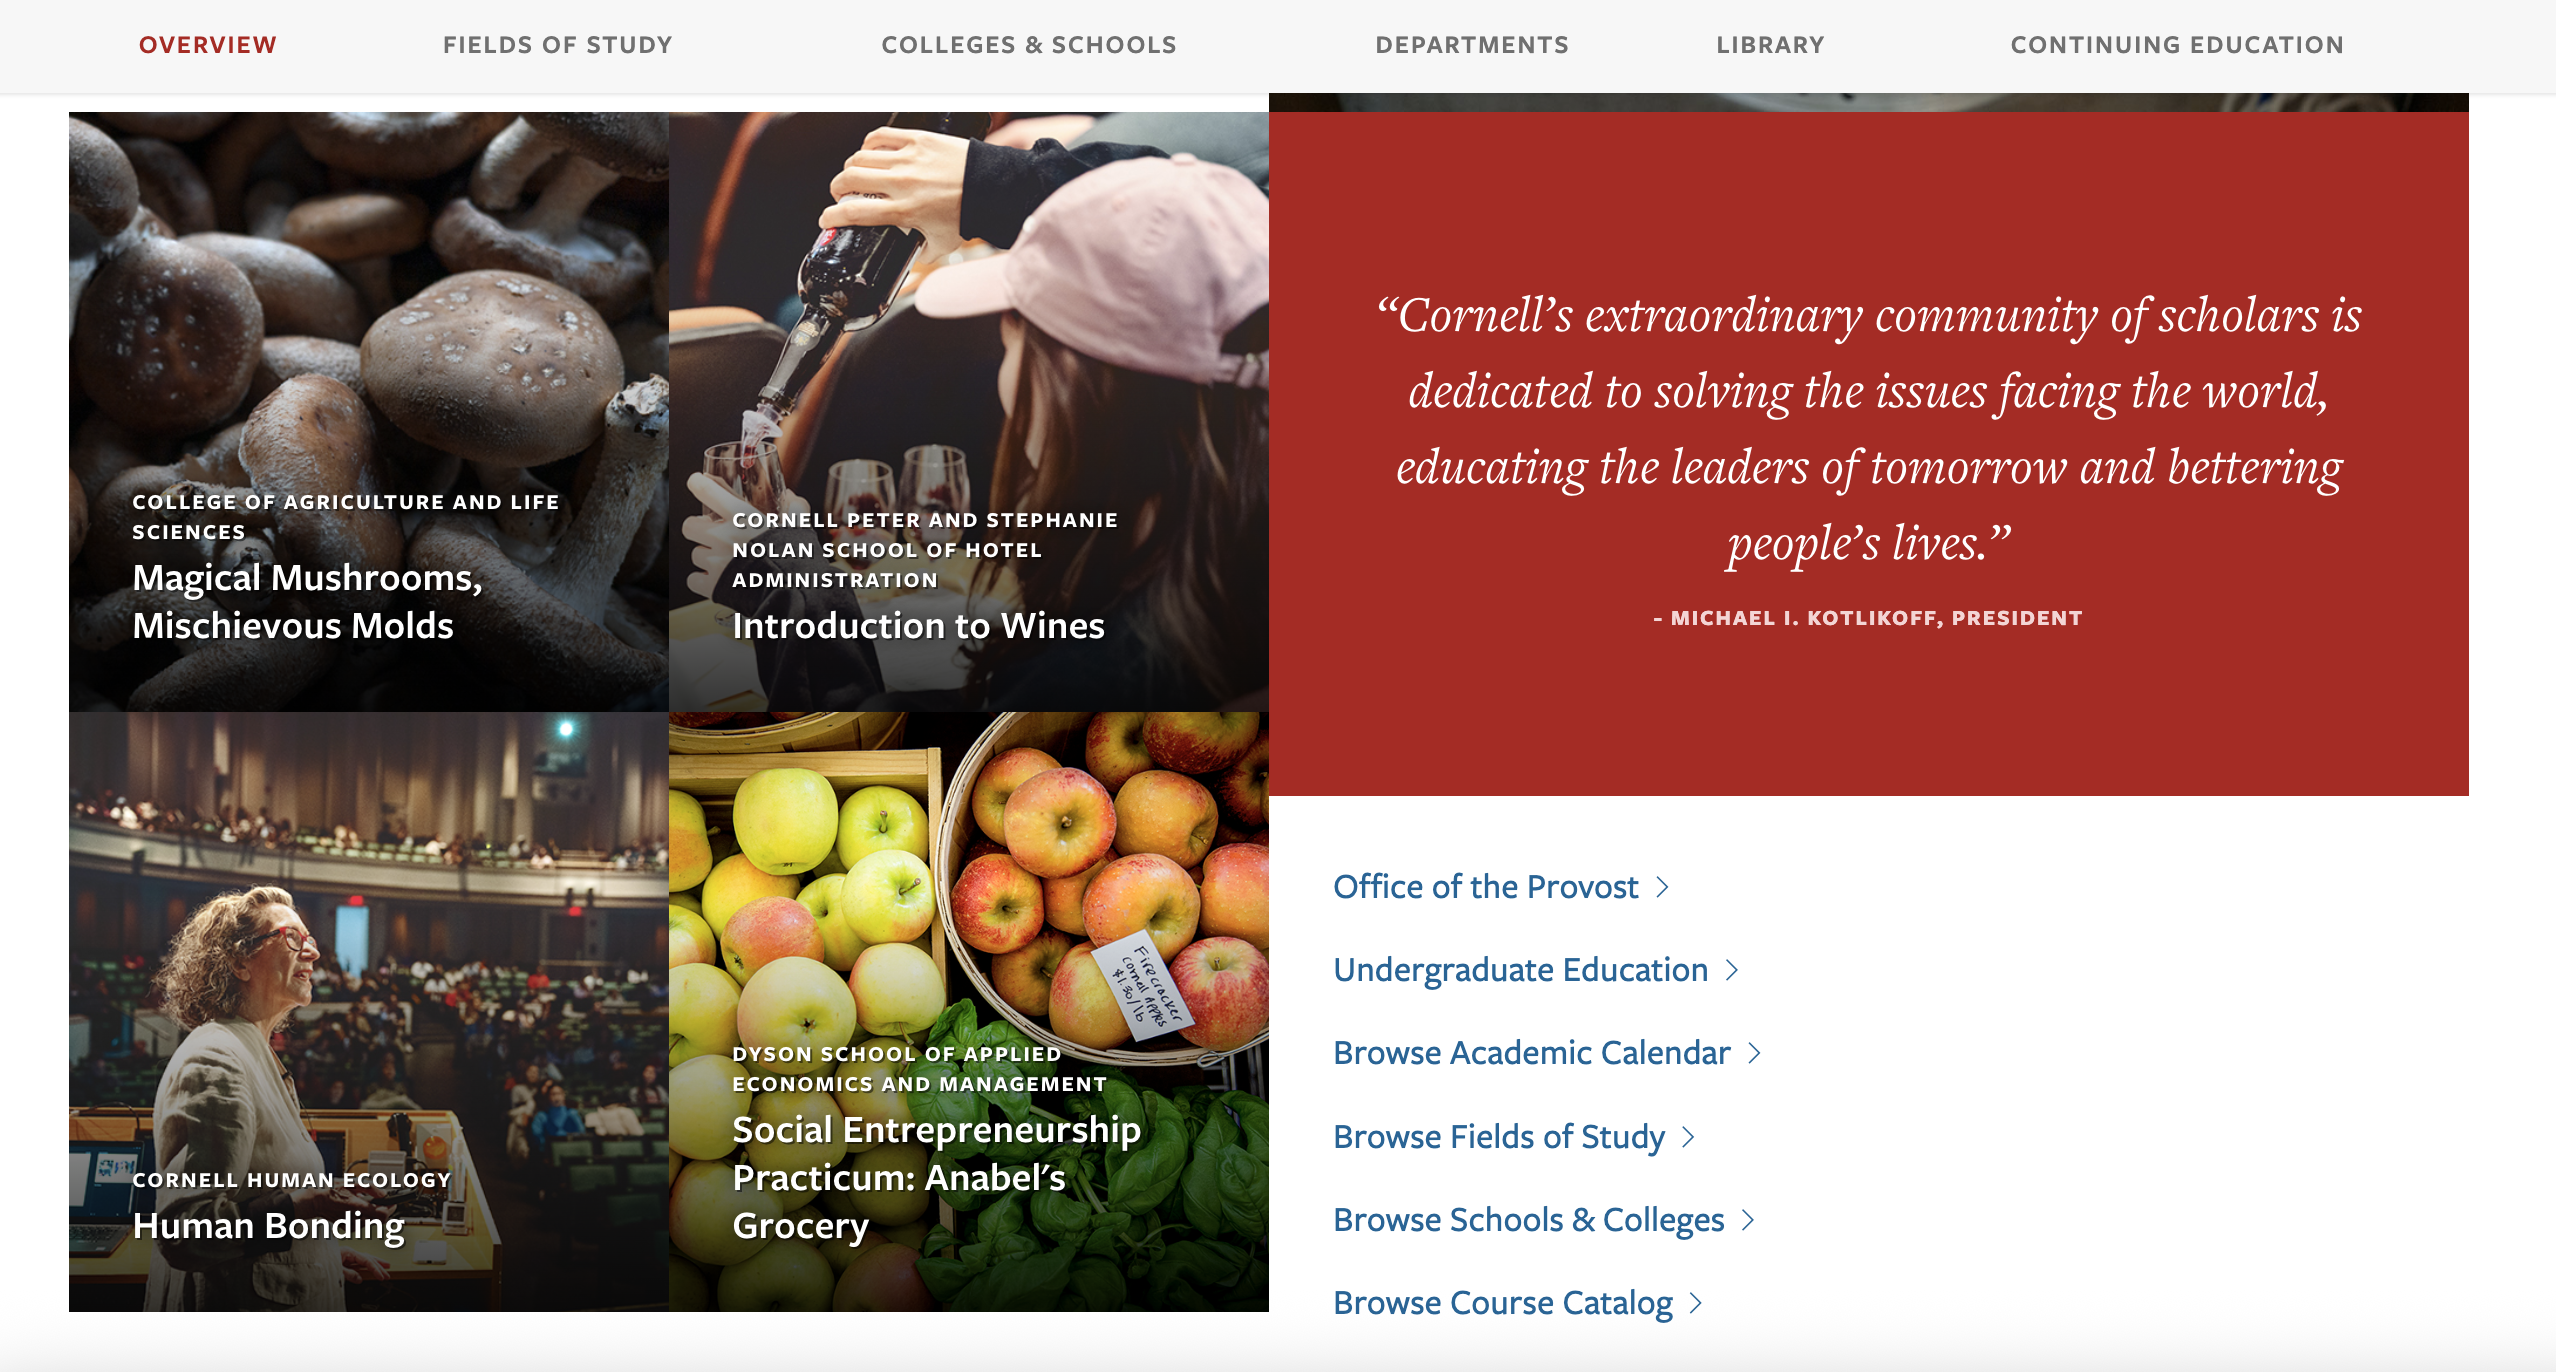 OVERVIEW
FIELDS OF STUDY
COLLEGES & SCHOOLS
DEPARTMENTS
LIBRARY
CONTINUING EDUCATION
COLLEGE OF AGRICULTURE AND LIFE
SCIENCES
Magical Mushrooms,
Mischievous Molds
CORNELL PETER AND STEPHANIE
NOLAN SCHOOL OF HOTEL
ADMINISTRATION
Introduction to Wines
“Cornell’s extraordinary community of scholars is
dedicated to solving the issues facing the world,
educating the leaders of tomorrow and bettering
people’s lives.”
- MICHAEL I. KOTLIKOFF, PRESIDENT
CORNELL HUMAN ECOLOGY
Human Bonding
Firecracker
Cornell Apples
$1.30/lb
DYSON SCHOOL OF APPLIED
ECONOMICS AND MANAGEMENT
Social Entrepreneurship
Practicum: Anabel's
Grocery
Office of the Provost
Undergraduate Education
Browse Academic Calendar
Browse Fields of Study
Browse Schools & Colleges
Browse Course Catalog